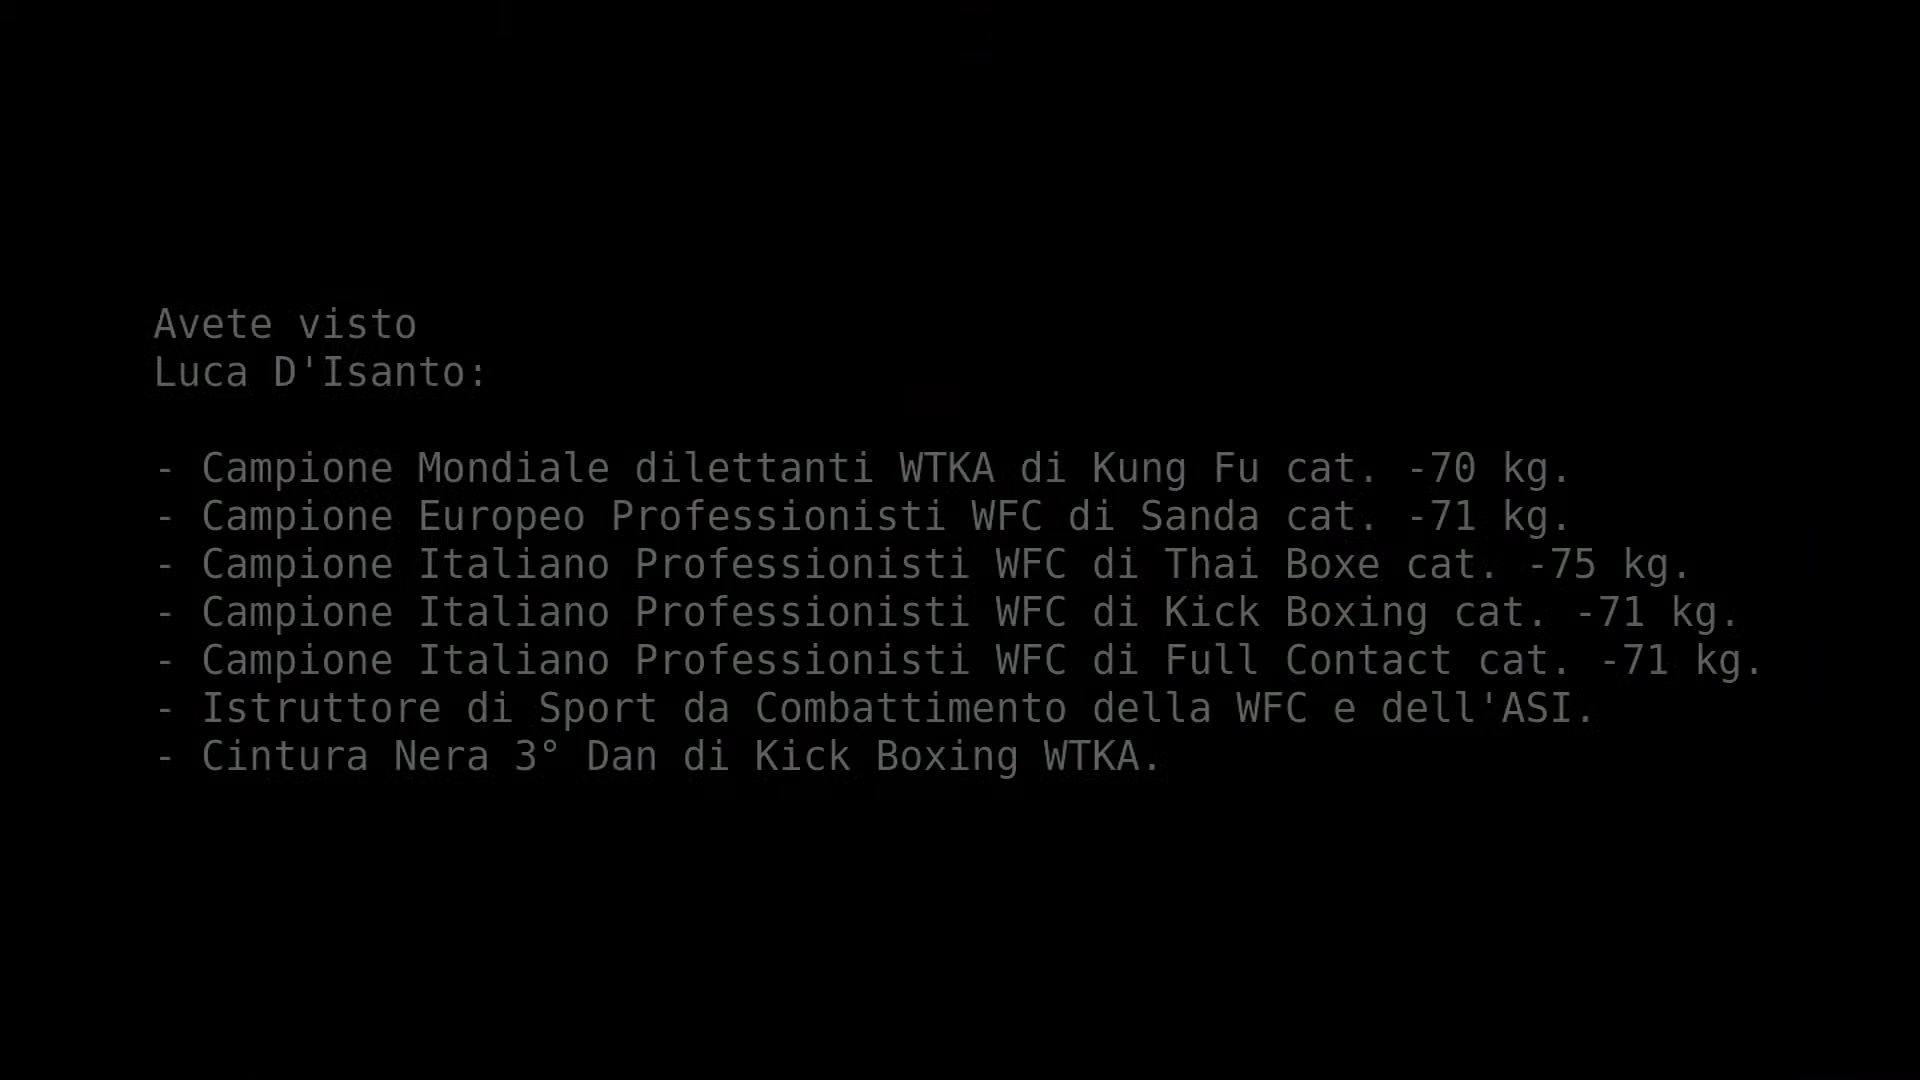 Avete visto
Luca D'Isanto:
- Campione Mondiale dilettanti WTKA di Kung Fu cat. -70 kg.
- Campione Europeo Professionisti WFC di Sanda cat. -71 kg.
- Campione Italiano Professionisti WFC di Thai Boxe cat. -75 kg.
- Campione Italiano Professionisti WFC di Kick Boxing cat. -71 kg.
- Campione Italiano Professionisti WFC di Full Contact cat. -71 kg.
- Istruttore di Sport da Combattimento della WFC e dell'ASI.
- Cintura Nera 3° Dan di Kick Boxing WTKA.